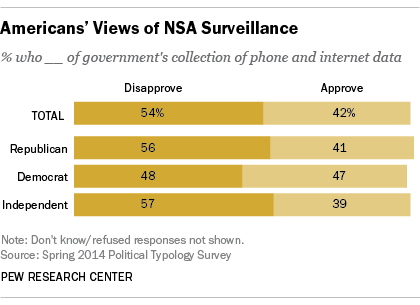 Americans' Views of NSA Surveillance
% who __ of government's collection of phone and internet data
Disapprove Approve
TOTAL 54% 42%
Republican 56 41
Democrat 48 47
Independent 57 39
Note: Don't know/refused responses not shown.
Source: Spring 2014 Political Typology Survey
PEW RESEARCH CENTER